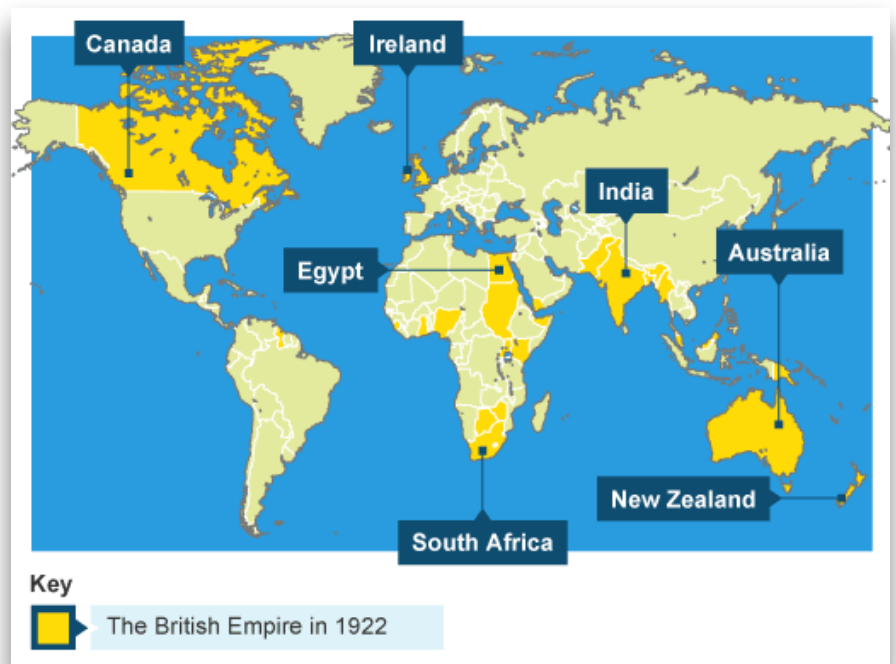 Canada
Ireland
India
Australia
Egypt
New Zealand
South Africa
Key
The British Empire in 1922